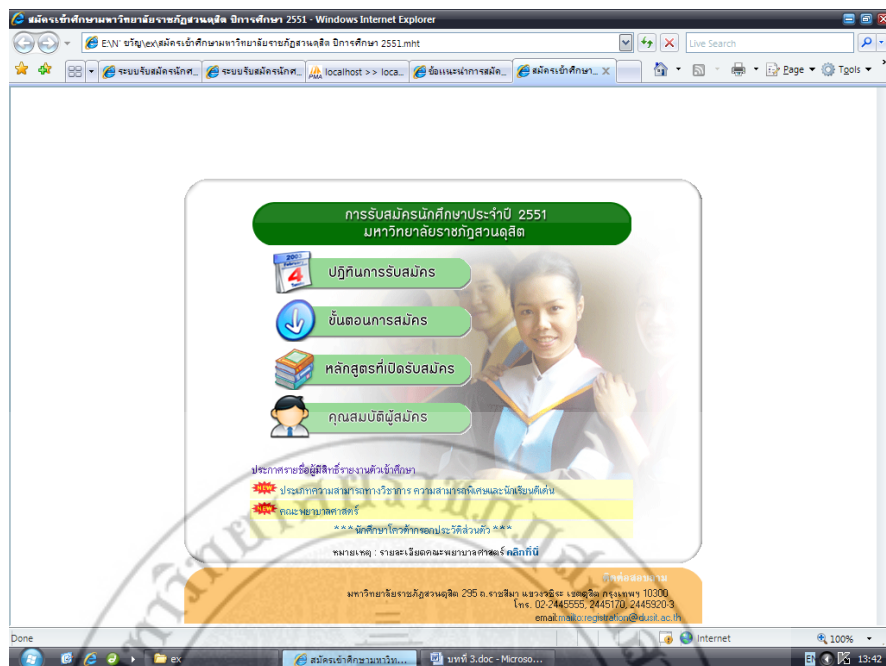 สมัครเข้าศึกษามหาวิทยาลัยราชภัฏสวนดุสิต ปีการศึกษา 2551 - Windows Internet Explorer
E:\N' ขวัญ\ex\สมัครเข้าศึกษามหาวิทยาลัยราชภัฏสวนดุสิต ปีการศึกษา 2551.mht
Live Search
ระบบรับสมัครนักศ...
ระบบรับสมัครนักศ...
localhost >> loca...
ข้อแนะนำการสมัค...
สมัครเข้าศึกษา...
Page
Tools
การรับสมัครนักศึกษาประจำปี 2551
มหาวิทยาลัยราชภัฏสวนดุสิต
2003
4
ปฏิทินการรับสมัคร
ขั้นตอนการสมัคร
หลักสูตรที่เปิดรับสมัคร
คุณสมบัติผู้สมัคร
ประกาศรายชื่อผู้มีสิทธิ์รายงานตัวเข้าศึกษา
NEW ประเภทความสามารถทางวิชาการ ความสามารถพิเศษและนักเรียนดีเด่น
NEW คณะพยาบาลศาสตร์
*** นักศึกษาโควต้ากรอกประวัติส่วนตัว ***
หมายเหตุ : รายละเอียดคณะพยาบาลศาสตร์ คลิกที่นี่
ติดต่อสอบถาม
มหาวิทยาลัยราชภัฏสวนดุสิต 295 ถ.ราชสีมา แขวงวชิระ เขตดุสิต กรุงเทพฯ 10300
โทร. 02-2445555, 2445170, 2445920-3
email:mailto:registration@dusit.ac.th
Done
Internet
100%
ex
สมัครเข้าศึกษามหาวิท...
บทที่ 3.doc - Microso...
EN
13:42